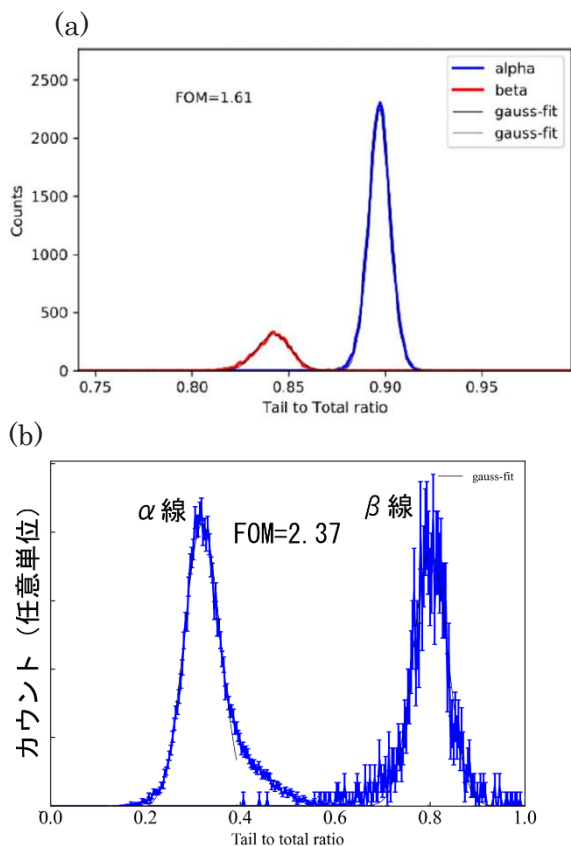 (a)
2500
2000
1500
1000
500
0
Counts
FOM=1.61
alpha
beta
gauss-fit
gauss-fit
0.75
0.80
0.85
0.90
0.95
Tail to Total ratio
(b)
α線
FOM=2.37
β線
gauss-fit
カウント（任意単位）
0.0
0.2
0.4
0.6
0.8
1.0
Tail to total ratio